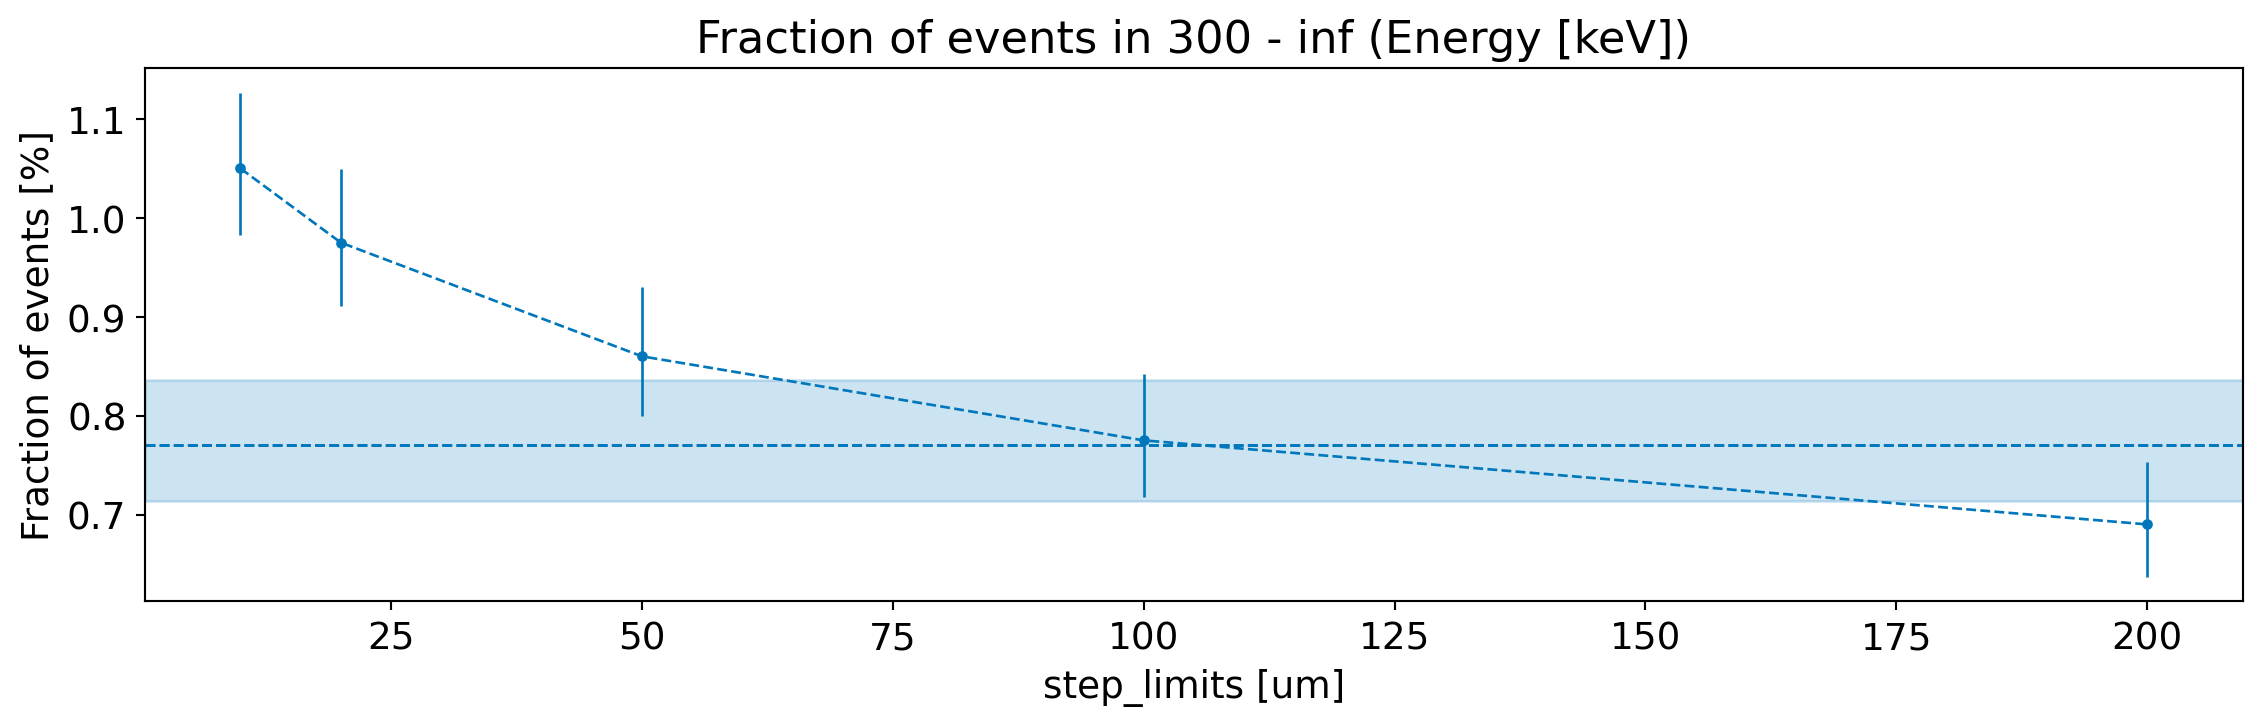 Fraction of events in 300 - inf (Energy [keV])
Fraction of events [%]
1.1
1.0
0.9
0.8
0.7
25 50 75 100 125 150 175 200
step_limits [um]